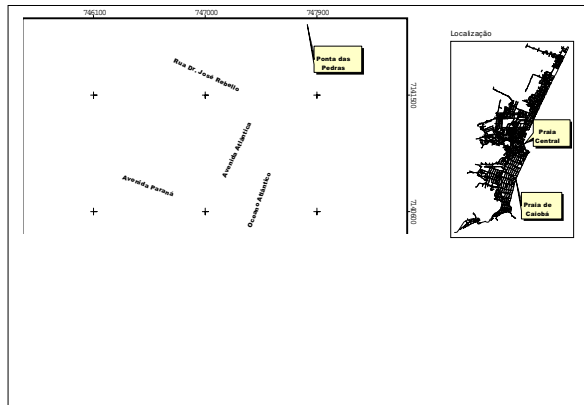 746100
747000
747900
Localização
Ponta das
Pedras
Rua Dr. José Rebello
7141500
Praia
Central
Avenida Atlântica
Avenida Paraná
Oceano Atlântico
7140600
Praia de
Caiobá